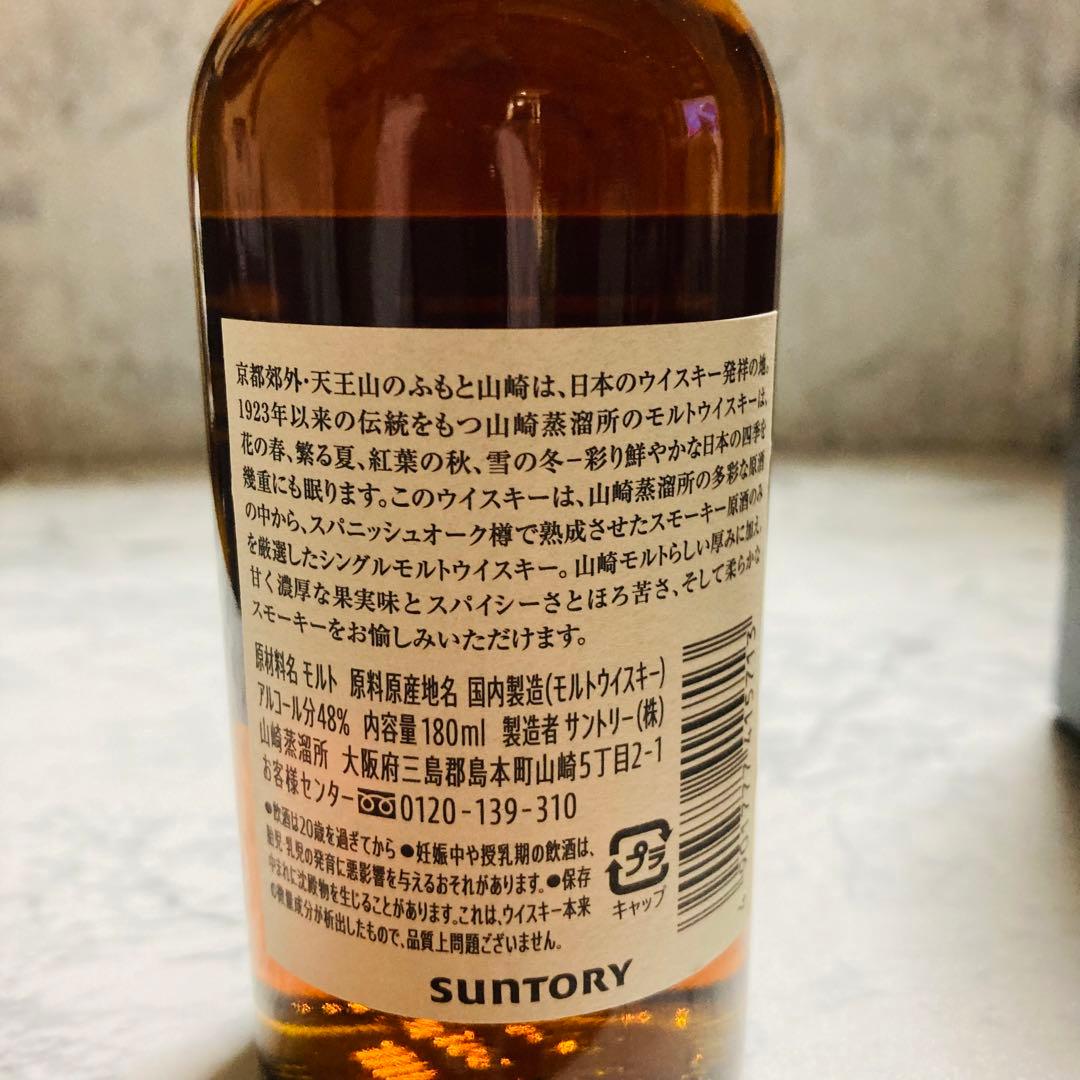 京都郊外・天王山のふもと山崎は、日本のウイスキー発祥の地。
1923年以来の伝統をもつ山崎蒸溜所のモルトウイスキーは、
花の春、繁る夏、紅葉の秋、雪の冬−彩り鮮やかな日本の四季を
幾重にも眠ります。このウイスキーは、山崎蒸溜所の多彩な原酒
の中から、スパニッシュオーク樽で熟成させたスモーキー原酒のみ
を厳選したシングルモルトウイスキー。山崎モルトらしい厚みに加え、
甘く濃厚な果実味とスパイシーさとほろ苦さ、そして柔らかな
スモーキーをお愉しみいただけます。
原材料名 モルト 原料原産地名 国内製造(モルトウイスキー)
アルコール分48% 内容量180ml 製造者 サントリー(株)
山崎蒸溜所 大阪府三島郡島本町山崎5丁目2-1
お客様センター 0120-139-310
●飲酒は20歳を過ぎてから ●妊娠中や授乳期の飲酒は、
胎児・乳児の発育に悪影響を与えるおそれがあります。●保存
中まれに沈殿物を生じることがあります。これは、ウイスキー本来
の微量成分が析出したもので、品質上問題ございません。
プラ
キャップ
SUNTORY